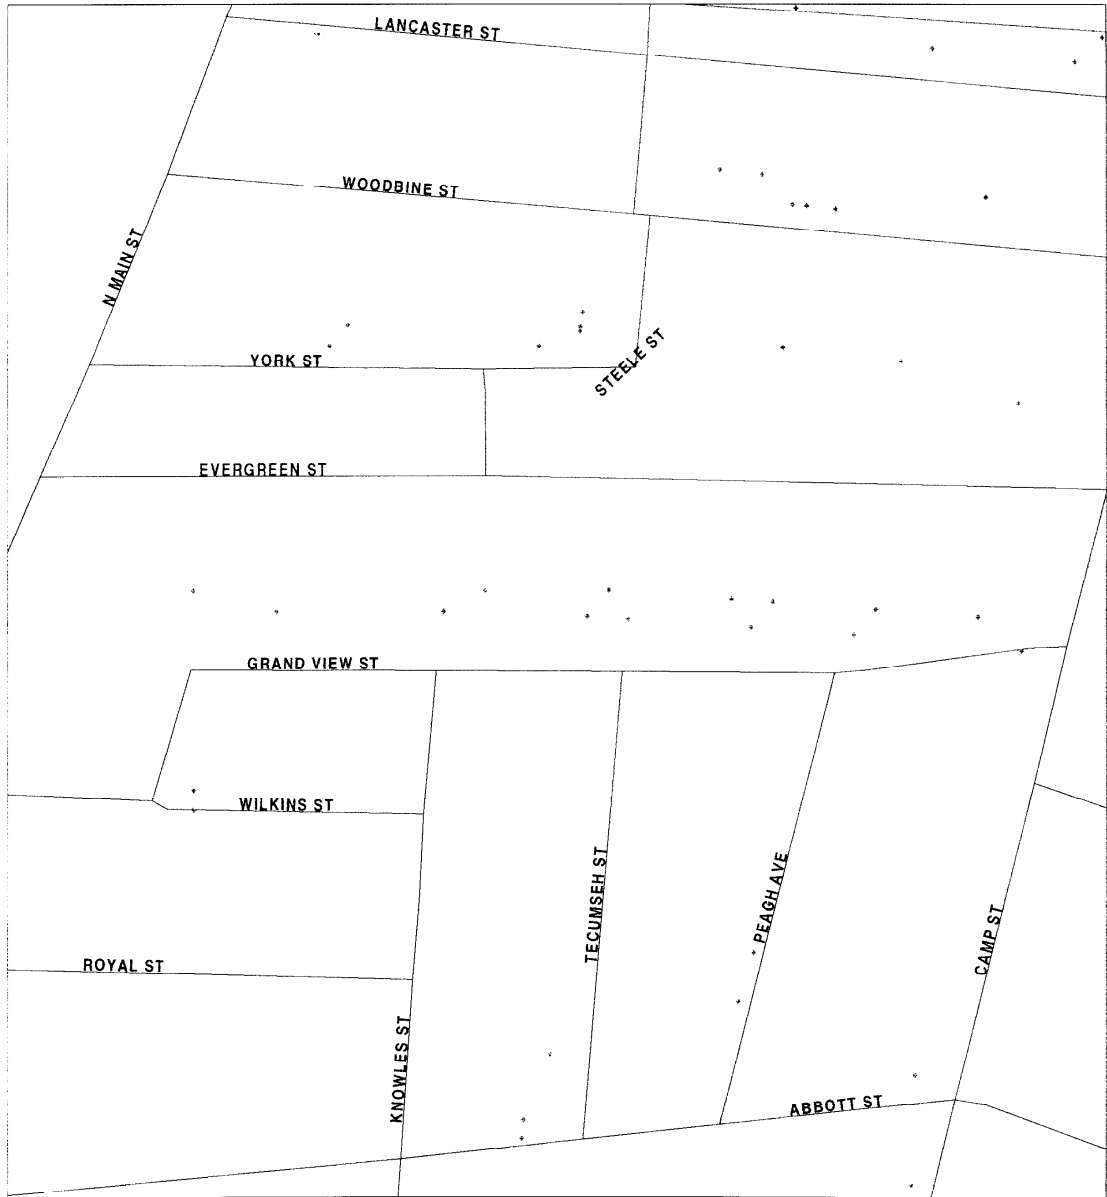 LANCASTER ST
WOODBINE ST
N MAIN ST
YORK ST
STEELE ST
EVERGREEN ST
GRAND VIEW ST
WILKINS ST
TECUMSEH ST
PEAGH AVE
CAMP ST
ROYAL ST
KNOWLES ST
ABBOTT ST